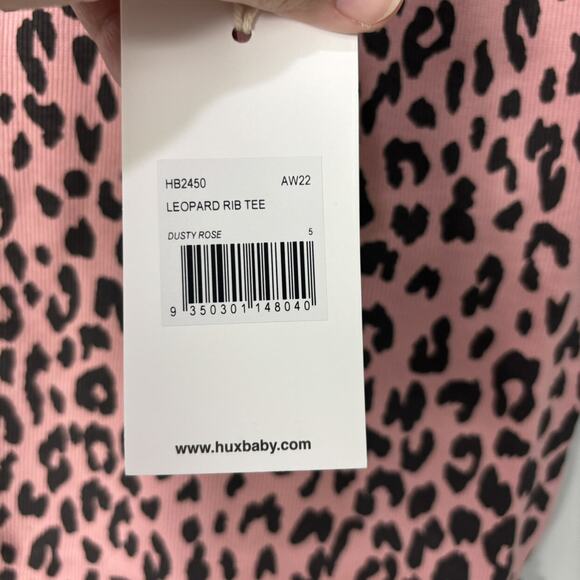 HB2450 AW22
LEOPARD RIB TEE
DUSTY ROSE 5
9 350301 148040
www.huxbaby.com